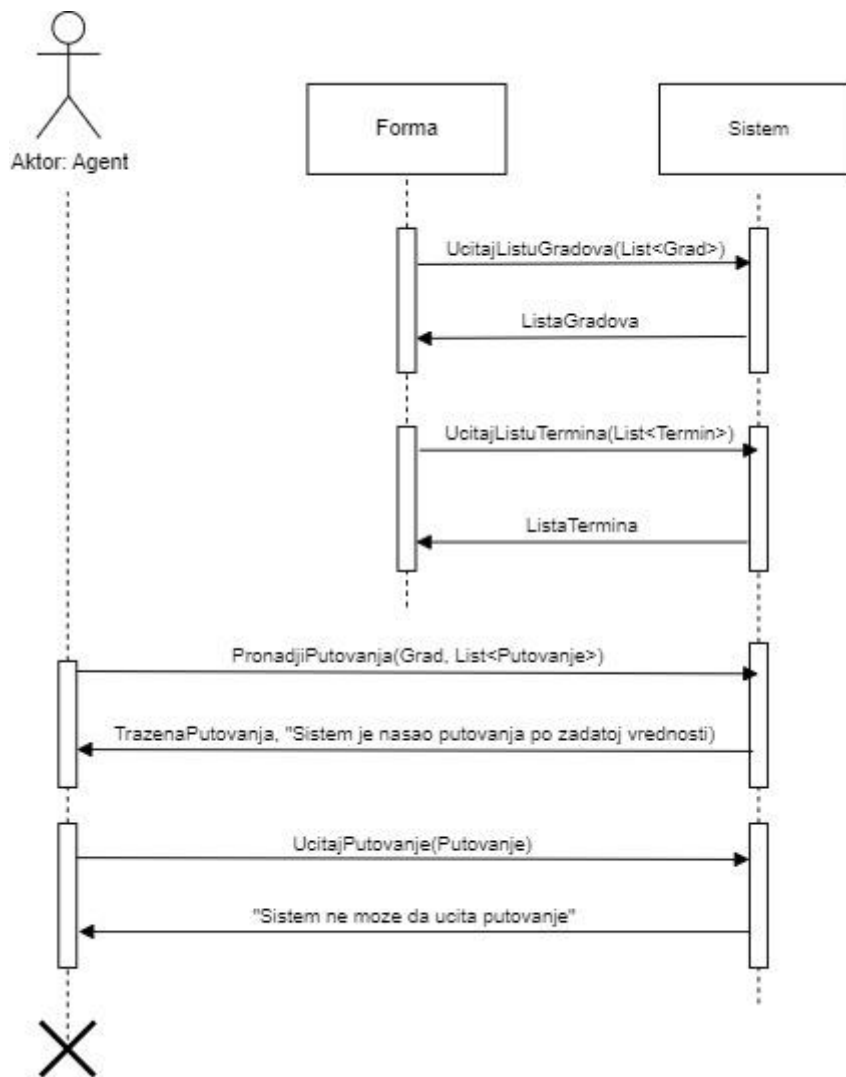 Aktor: Agent
Forma
Sistem
UcitajListuGradova(List<Grad>)
ListaGradova
UcitajListuTermina(List<Termin>)
ListaTermina
PronadjiPutovanja(Grad, List<Putovanje>)
TrazenaPutovanja, "Sistem je nasao putovanja po zadatoj vrednosti)
UcitajPutovanje(Putovanje)
"Sistem ne moze da ucita putovanje"